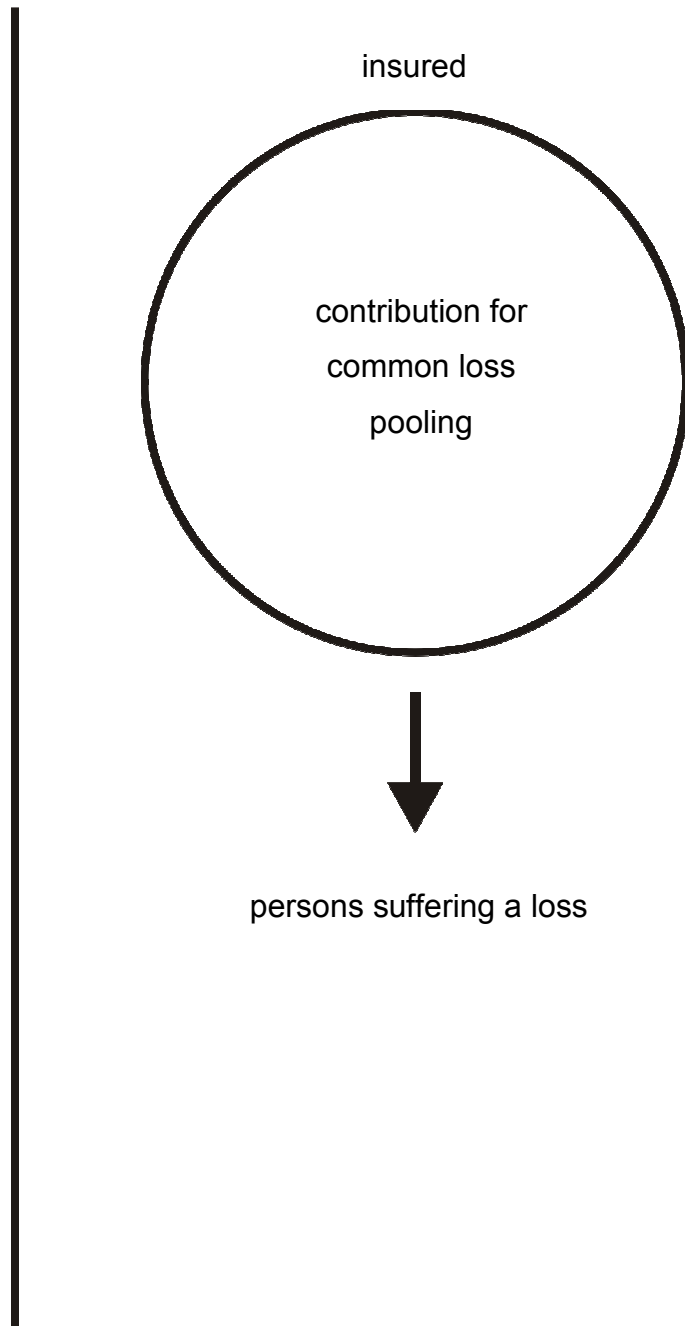 insured
contribution for
common loss
pooling
persons suffering a loss